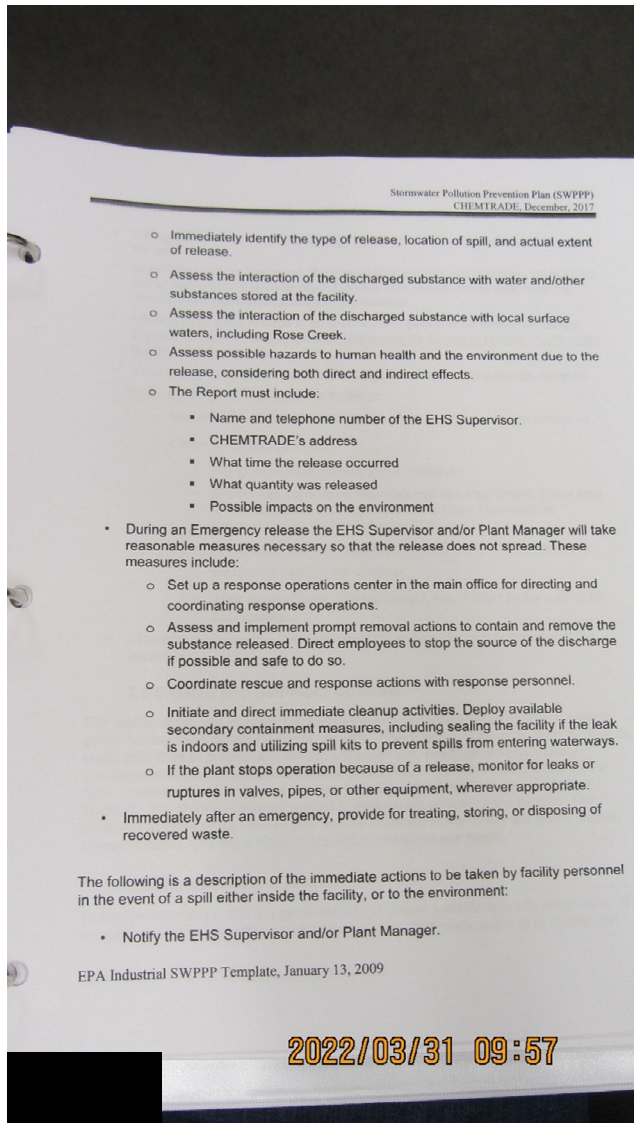 Stormwater Pollution Prevention Plan (SWPPP)
CHEMTRADE, December, 2017
o Immediately identify the type of release, location of spill, and actual extent
of release.
o Assess the interaction of the discharged substance with water and/other
substances stored at the facility.
o Assess the interaction of the discharged substance with local surface
waters, including Rose Creek.
o Assess possible hazards to human health and the environment due to the
release, considering both direct and indirect effects.
o The Report must include:
▪ Name and telephone number of the EHS Supervisor.
▪ CHEMTRADE's address
▪ What time the release occurred
▪ What quantity was released
▪ Possible impacts on the environment
• During an Emergency release the EHS Supervisor and/or Plant Manager will take
reasonable measures necessary so that the release does not spread. These
measures include:
o Set up a response operations center in the main office for directing and
coordinating response operations.
o Assess and implement prompt removal actions to contain and remove the
substance released. Direct employees to stop the source of the discharge
if possible and safe to do so.
o Coordinate rescue and response actions with response personnel.
o Initiate and direct immediate cleanup activities. Deploy available
secondary containment measures, including sealing the facility if the leak
is indoors and utilizing spill kits to prevent spills from entering waterways.
o If the plant stops operation because of a release, monitor for leaks or
ruptures in valves, pipes, or other equipment, wherever appropriate.
• Immediately after an emergency, provide for treating, storing, or disposing of
recovered waste.
The following is a description of the immediate actions to be taken by facility personnel
in the event of a spill either inside the facility, or to the environment:
• Notify the EHS Supervisor and/or Plant Manager.
EPA Industrial SWPPP Template, January 13, 2009
2022/03/31 09:57